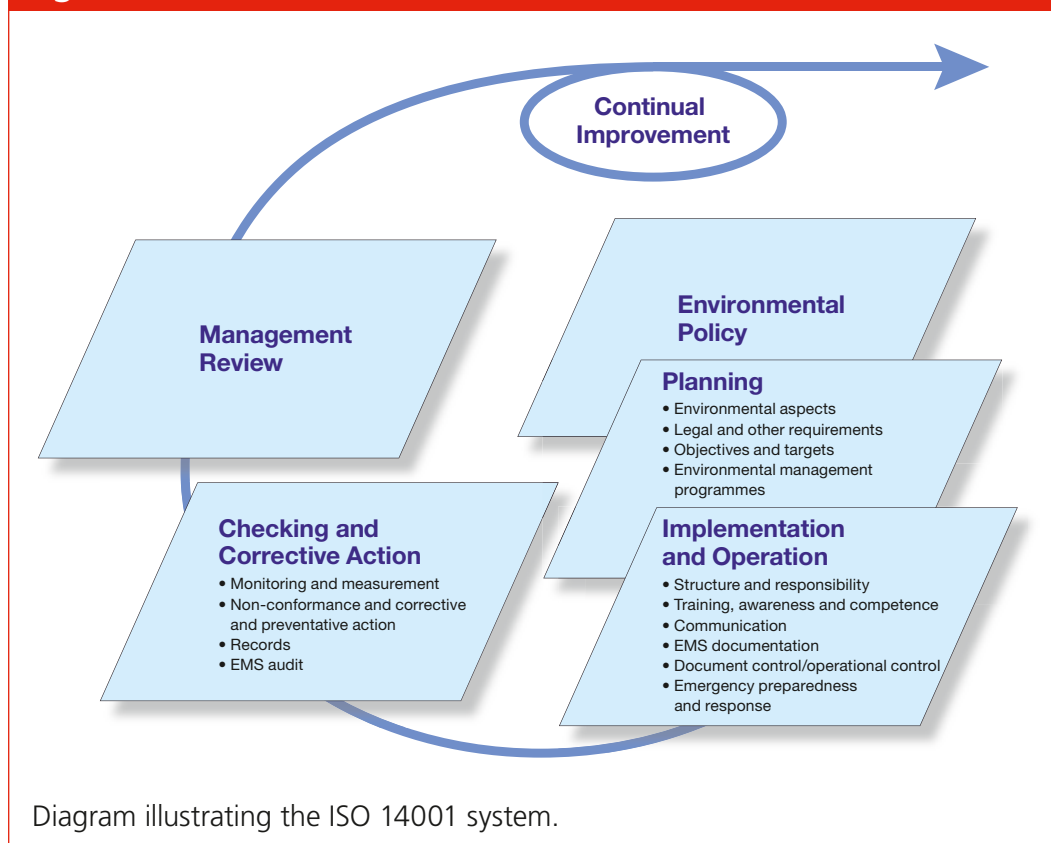 Continual
Improvement
Management
Review
Environmental
Policy
Planning
• Environmental aspects
• Legal and other requirements
• Objectives and targets
• Environmental management
programmes
Checking and
Corrective Action
• Monitoring and measurement
• Non-conformance and corrective
and preventative action
• Records
• EMS audit
Implementation
and Operation
• Structure and responsibility
• Training, awareness and competence
• Communication
• EMS documentation
• Document control/operational control
• Emergency preparedness
and response
Diagram illustrating the ISO 14001 system.